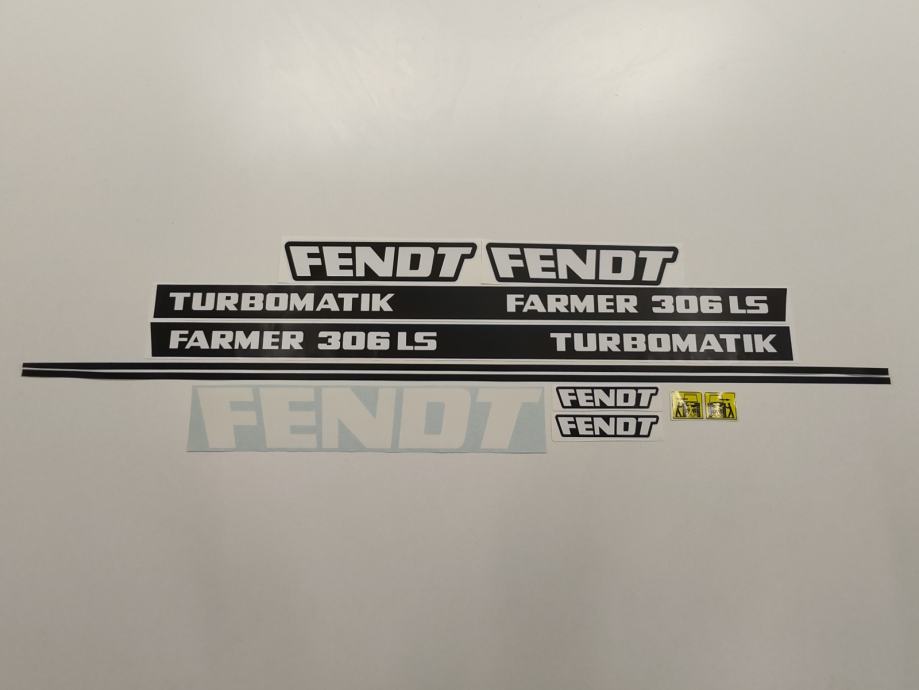 FENDT FENDT
TURBOMATIK FARMER 306 LS
FARMER 306 LS TURBOMATIK
FENDT
FENDT
FENDT